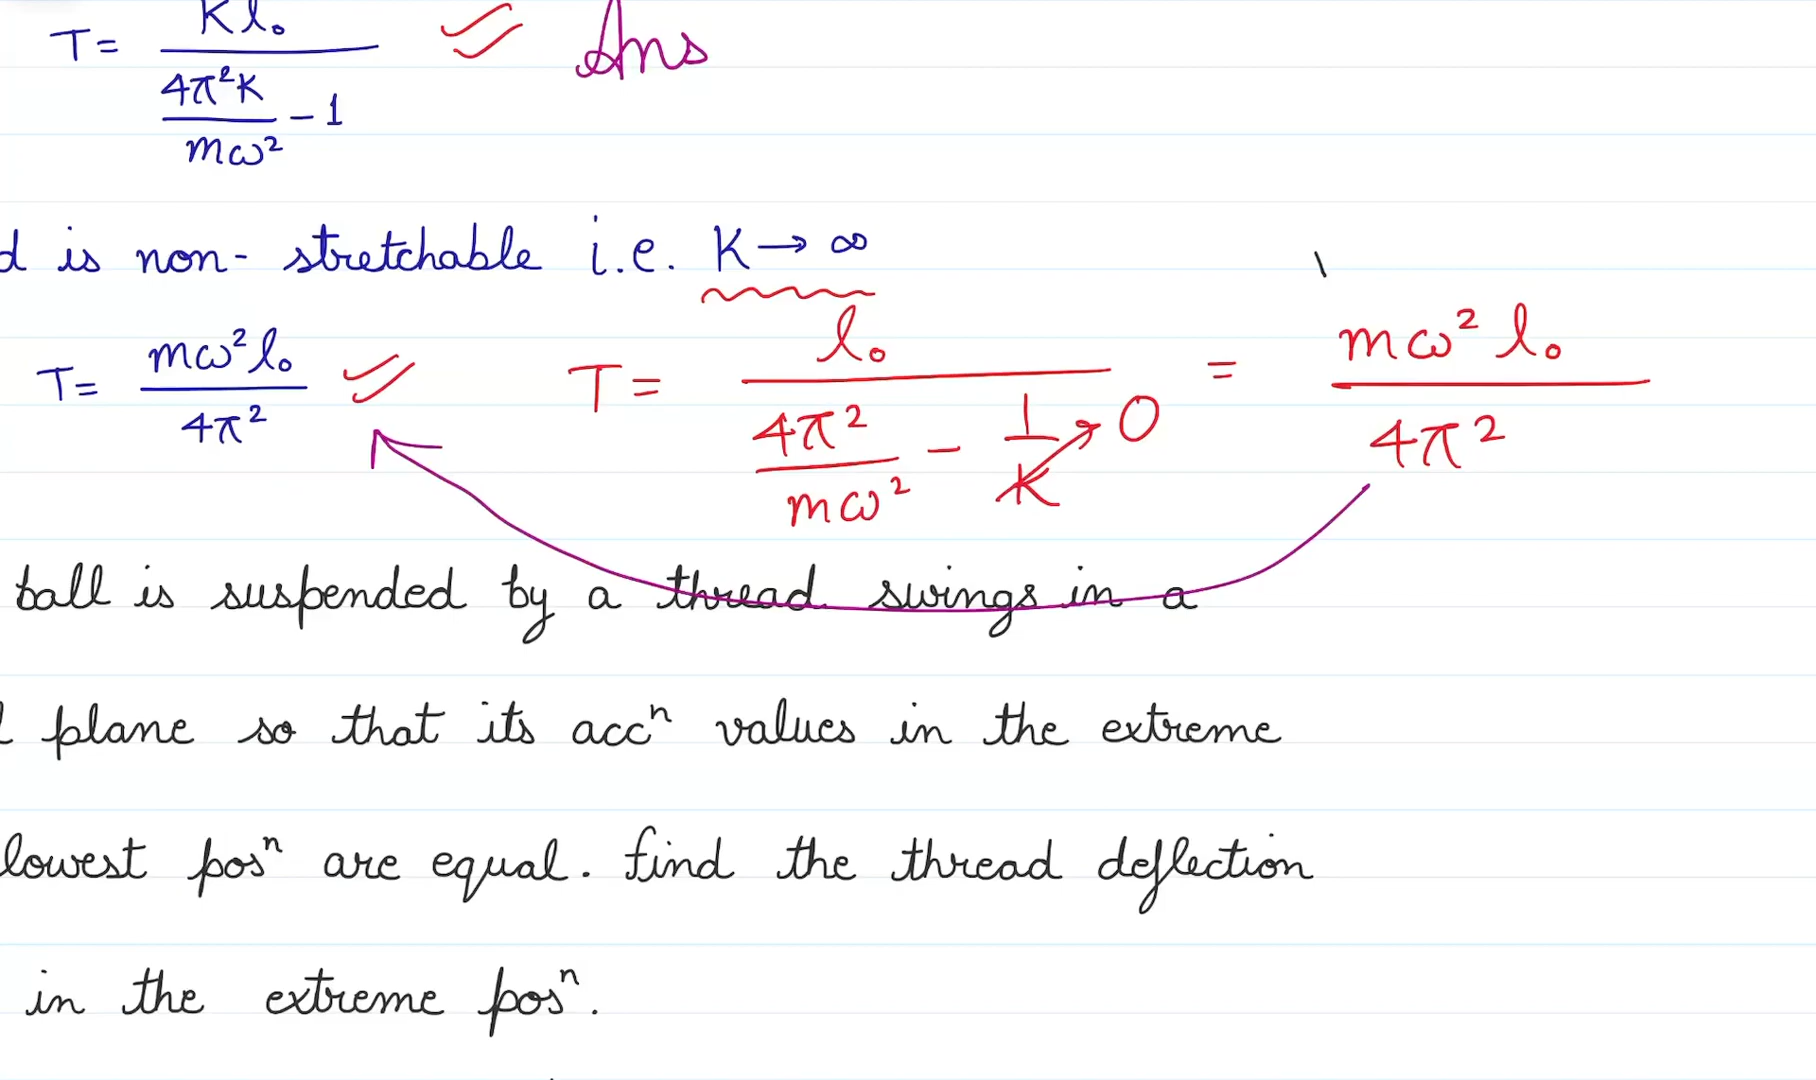 T = Kl₀ / (4π²K / mω² - 1) Ans
d is non-stretchable i.e. K → ∞
T = mω²l₀ / 4π² T = l₀ / (4π² / mω² - 1/K → 0) = mω²l₀ / 4π²
ball is suspended by a thread swings in a
plane so that its accⁿ values in the extreme
lowest posⁿ are equal. find the thread deflection
in the extreme posⁿ.